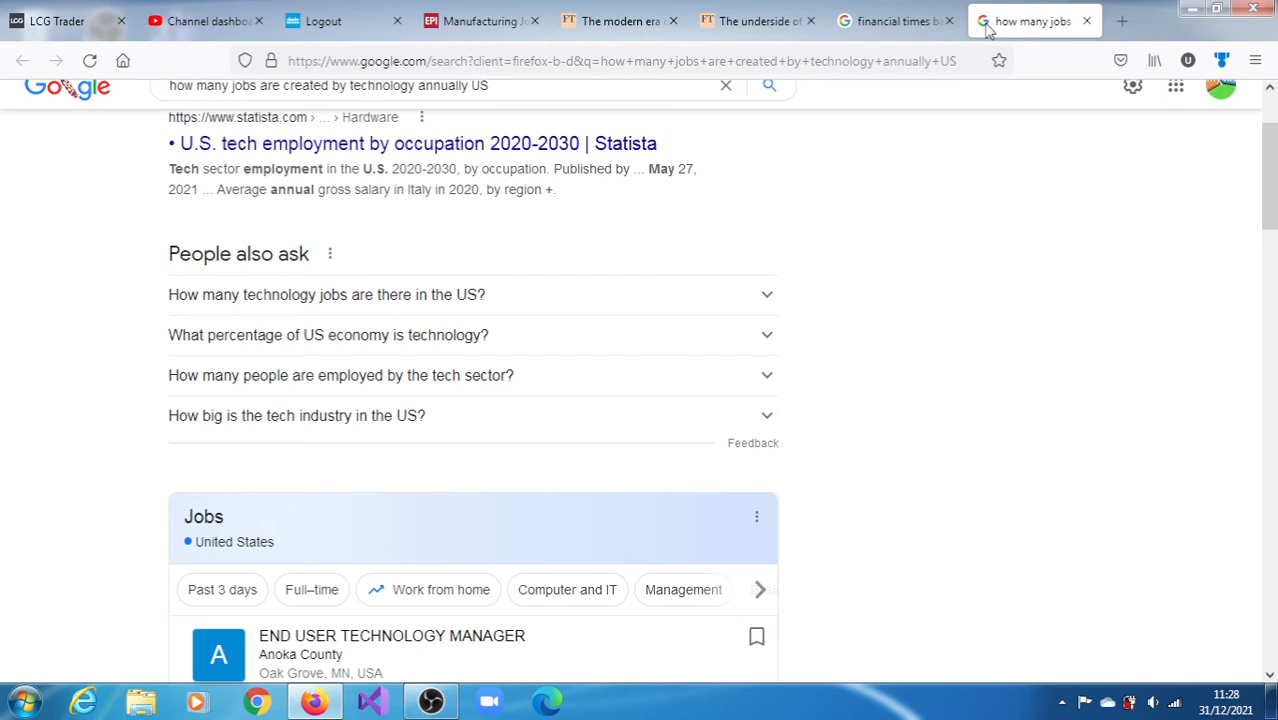 LCG Trader
Channel dashboa
Logout
EPI Manufacturing Jo
FT The modern era o
FT The underside of
financial times b
how many jobs
https://www.google.com/search?client=firefox-b-d&q=how+many+jobs+are+created+by+technology+annually+US
Google
how many jobs are created by technology annually US
https://www.statista.com › ... › Hardware
• U.S. tech employment by occupation 2020-2030 | Statista
Tech sector employment in the U.S. 2020-2030, by occupation. Published by ... May 27,
2021 ... Average annual gross salary in Italy in 2020, by region +.
People also ask
How many technology jobs are there in the US?
What percentage of US economy is technology?
How many people are employed by the tech sector?
How big is the tech industry in the US?
Feedback
Jobs
United States
Past 3 days
Full–time
Work from home
Computer and IT
Management
A
END USER TECHNOLOGY MANAGER
Anoka County
Oak Grove, MN, USA
11:28
31/12/2021